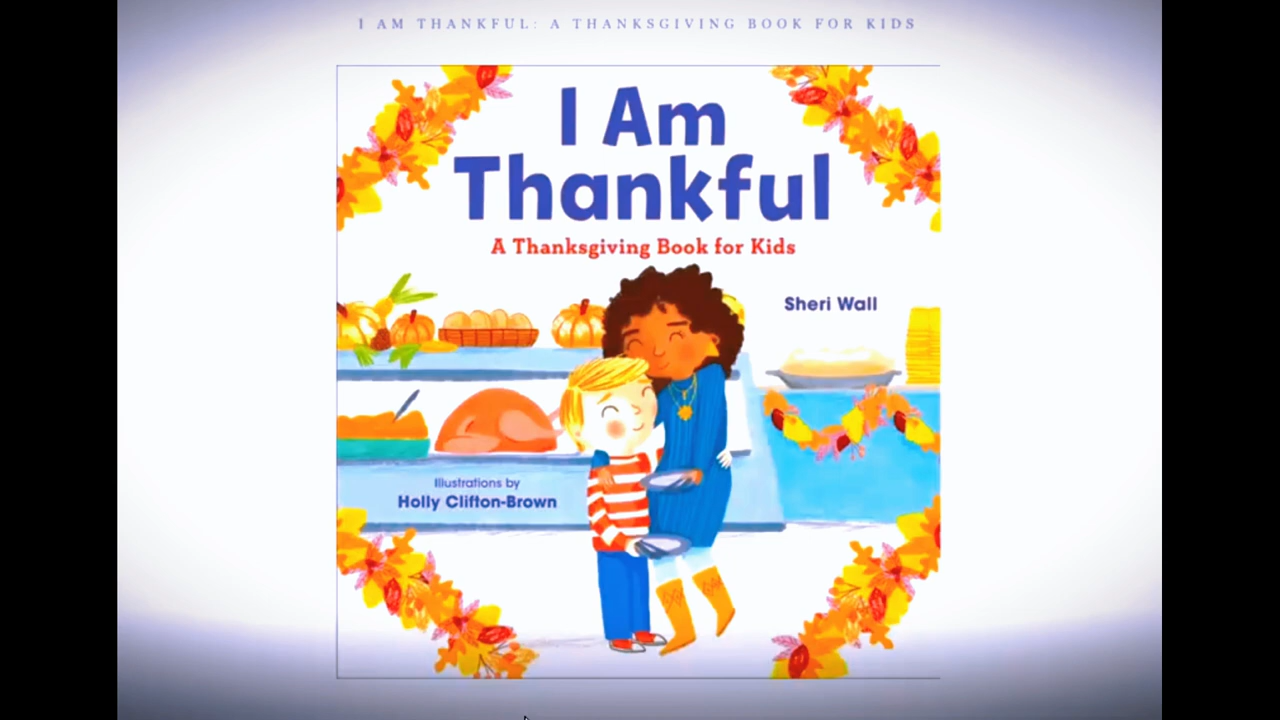 I AM THANKFUL: A THANKSGIVING BOOK FOR KIDS
I Am
Thankful
A Thanksgiving Book for Kids
Sheri Wall
Illustrations by
Holly Clifton-Brown